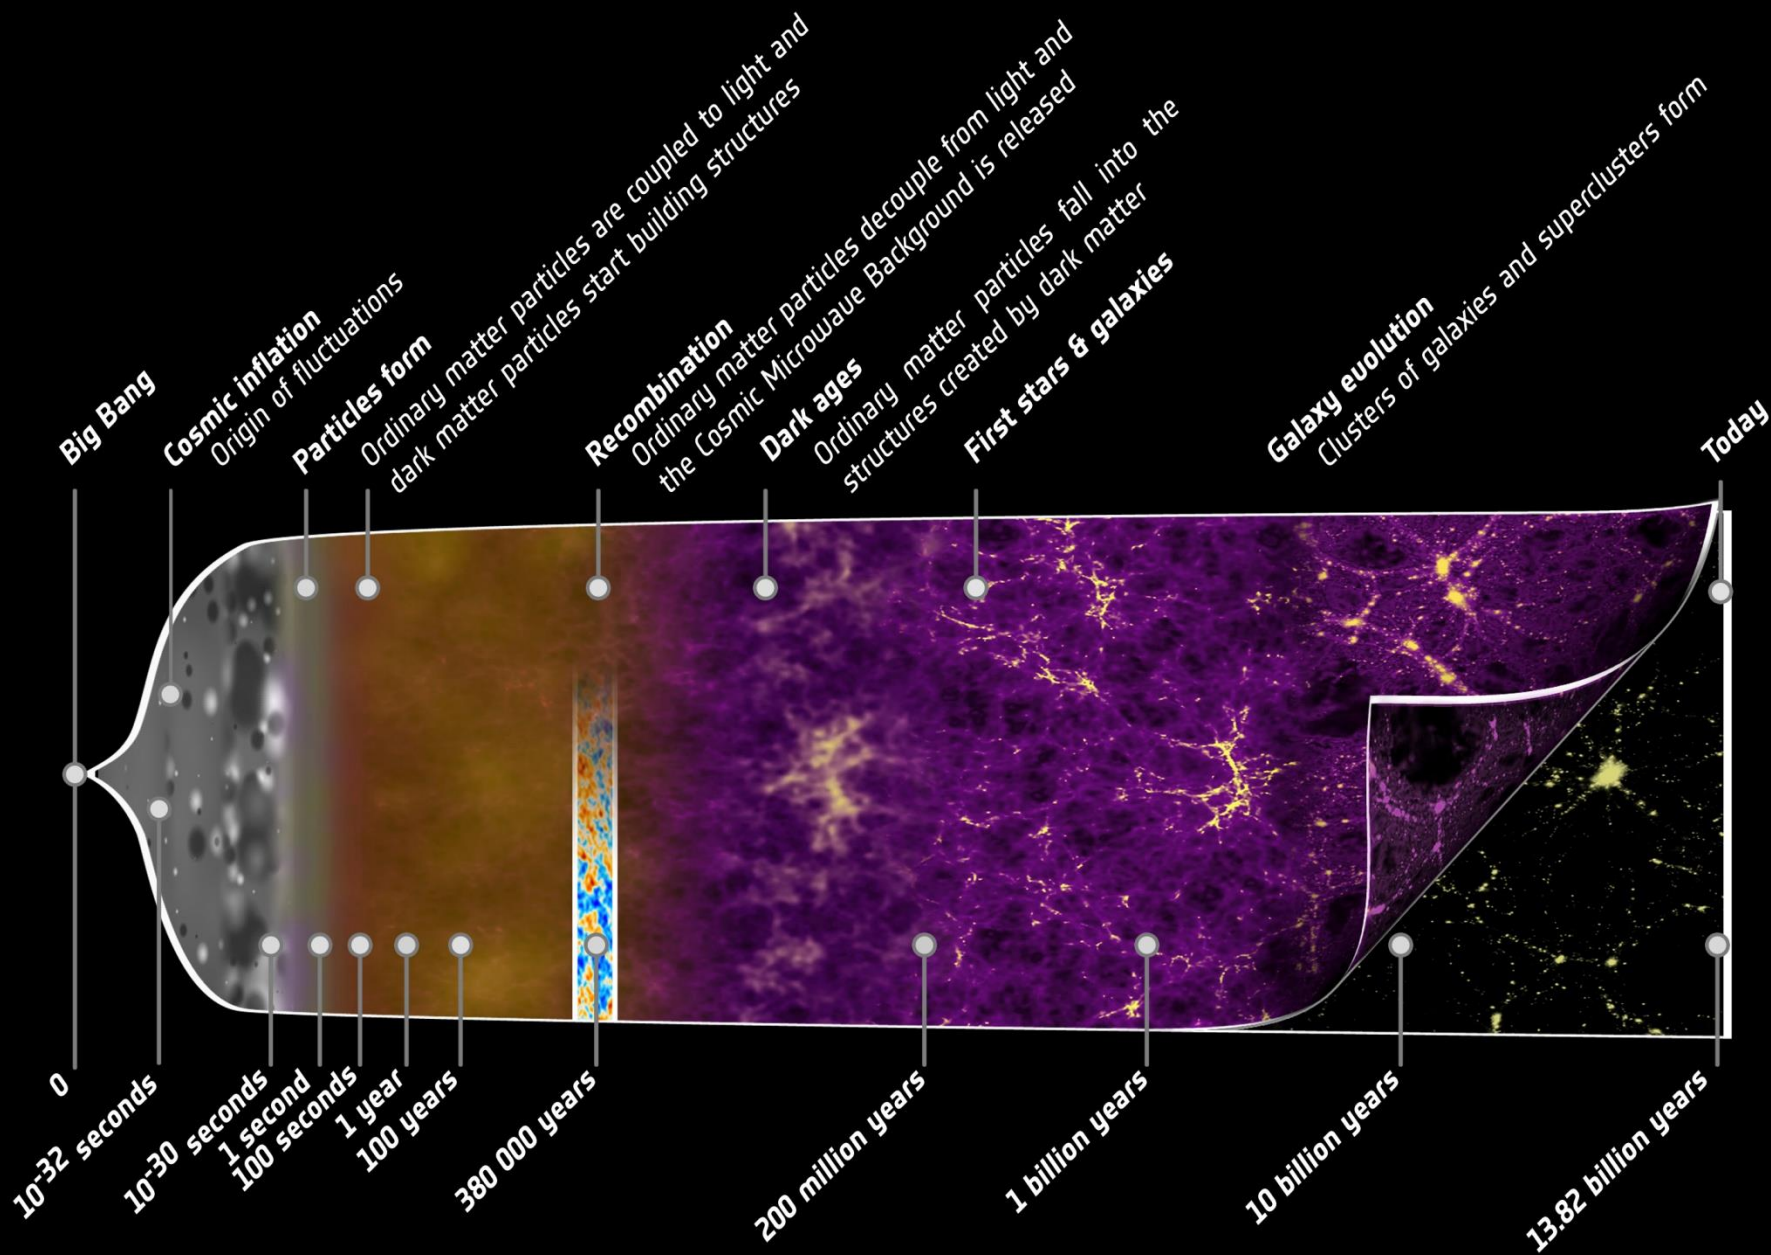 Big Bang
Cosmic inflation
Origin of fluctuations
Particles form
Ordinary matter particles are coupled to light and
dark matter particles start building structures
Recombination
Ordinary matter particles decouple from light and
the Cosmic Microwave Background is released
Dark ages
Ordinary matter particles fall into the
structures created by dark matter
First stars & galaxies
Galaxy evolution
Clusters of galaxies and superclusters form
Today
0
10-32 seconds
10-30 seconds
1 second
100 seconds
1 year
100 years
380 000 years
200 million years
1 billion years
10 billion years
13.82 billion years